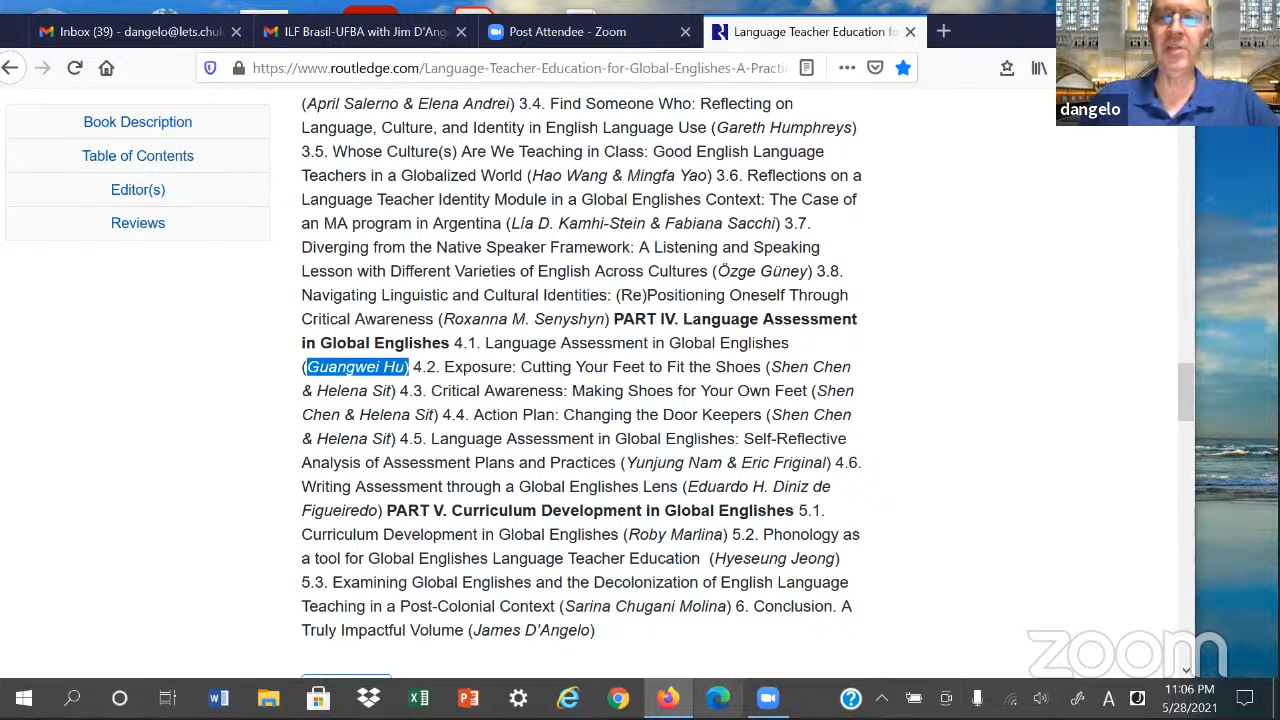 Inbox (39) - dangelo@lets.chuk
ILF Brasil-UFBA with Jim D'Ang
Post Attendee - Zoom
Language Teacher Education fo
https://www.routledge.com/Language-Teacher-Education-for-Global-Englishes-A-Practi
dangelo
Book Description
Table of Contents
Editor(s)
Reviews
(April Salerno & Elena Andrei) 3.4. Find Someone Who: Reflecting on
Language, Culture, and Identity in English Language Use (Gareth Humphreys)
3.5. Whose Culture(s) Are We Teaching in Class: Good English Language
Teachers in a Globalized World (Hao Wang & Mingfa Yao) 3.6. Reflections on a
Language Teacher Identity Module in a Global Englishes Context: The Case of
an MA program in Argentina (Lía D. Kamhi-Stein & Fabiana Sacchi) 3.7.
Diverging from the Native Speaker Framework: A Listening and Speaking
Lesson with Different Varieties of English Across Cultures (Özge Güney) 3.8.
Navigating Linguistic and Cultural Identities: (Re)Positioning Oneself Through
Critical Awareness (Roxanna M. Senyshyn) PART IV. Language Assessment
in Global Englishes 4.1. Language Assessment in Global Englishes
(Guangwei Hu) 4.2. Exposure: Cutting Your Feet to Fit the Shoes (Shen Chen
& Helena Sit) 4.3. Critical Awareness: Making Shoes for Your Own Feet (Shen
Chen & Helena Sit) 4.4. Action Plan: Changing the Door Keepers (Shen Chen
& Helena Sit) 4.5. Language Assessment in Global Englishes: Self-Reflective
Analysis of Assessment Plans and Practices (Yunjung Nam & Eric Friginal) 4.6.
Writing Assessment through a Global Englishes Lens (Eduardo H. Diniz de
Figueiredo) PART V. Curriculum Development in Global Englishes 5.1.
Curriculum Development in Global Englishes (Roby Marlina) 5.2. Phonology as
a tool for Global Englishes Language Teacher Education (Hyeseung Jeong)
5.3. Examining Global Englishes and the Decolonization of English Language
Teaching in a Post-Colonial Context (Sarina Chugani Molina) 6. Conclusion. A
Truly Impactful Volume (James D'Angelo)
zoom
A
11:06 PM
5/28/2021